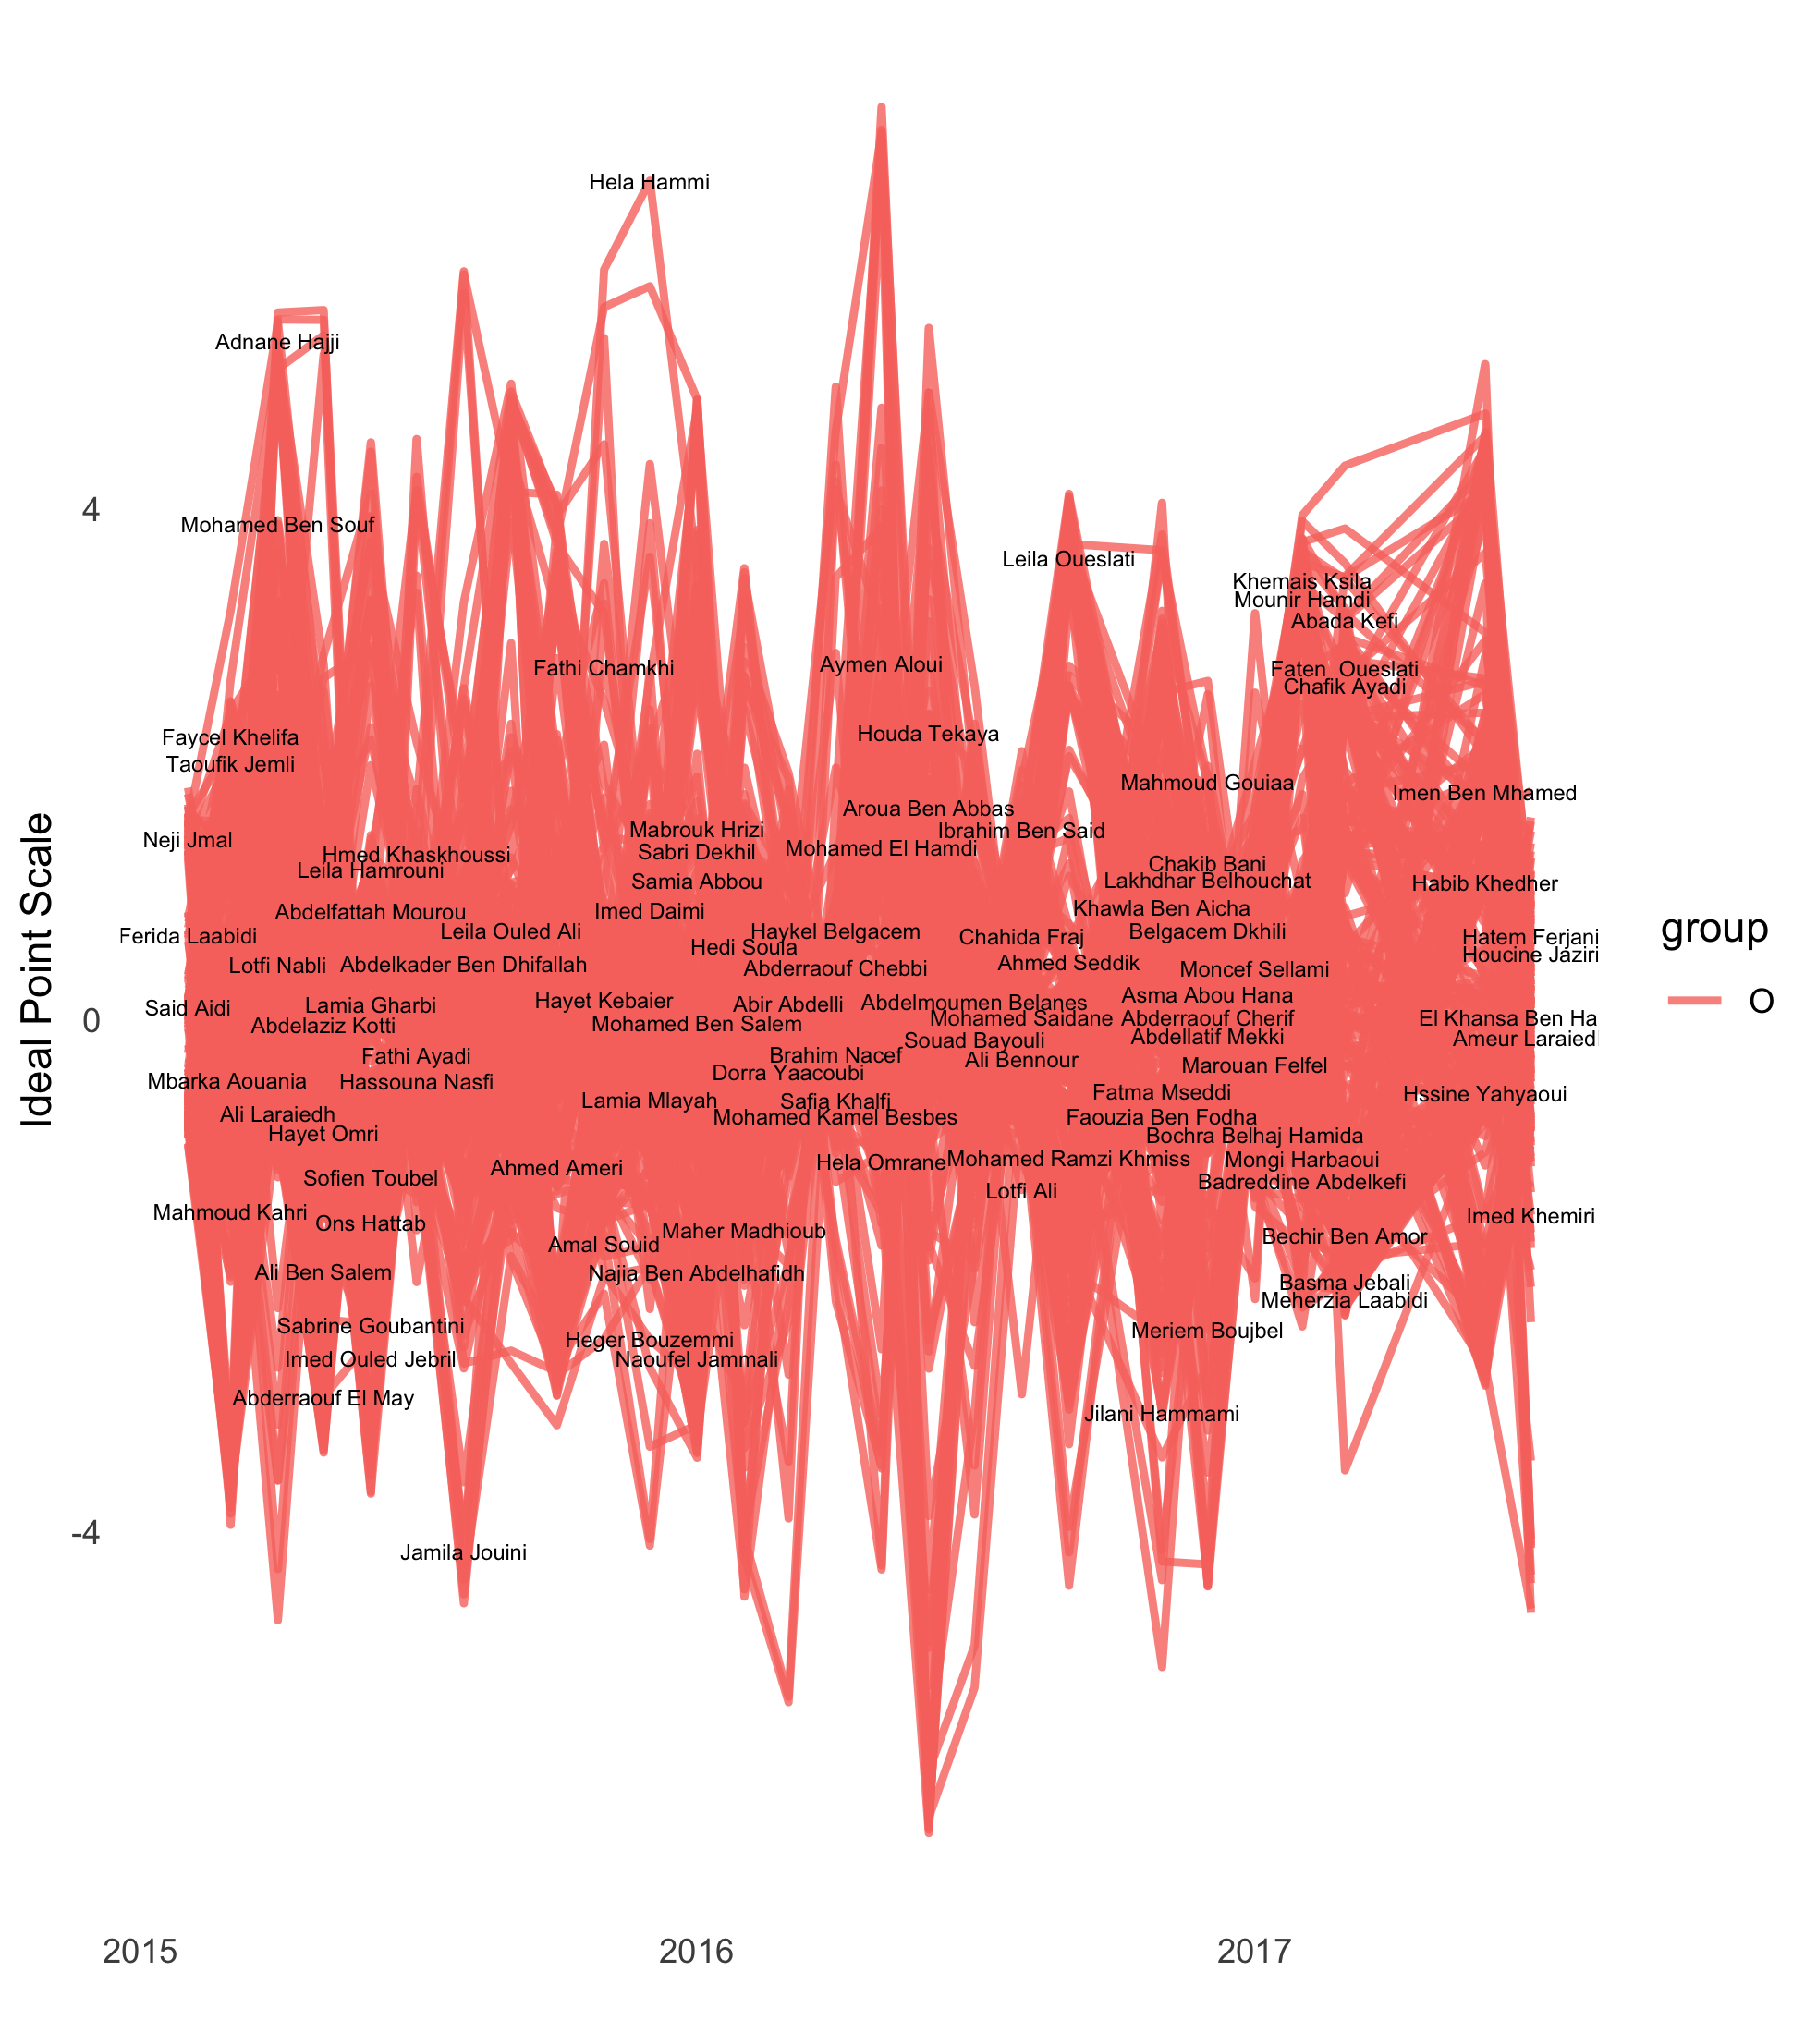 Hela Hammi
Adnane Hajji
4
Mohamed Ben Souf
Leila Oueslati
Khemais Ksila
Mounir Hamdi
Abada Kefi
Fathi Chamkhi
Aymen Aloui
Faten Oueslati
Chafik Ayadi
Faycel Khelifa
Houda Tekaya
Taoufik Jemli
Mahmoud Gouiaa
Imen Ben Mhamed
Aroua Ben Abbas
Neji Jmal
Mabrouk Hrizi
Ibrahim Ben Said
Hmed Khaskhoussi
Sabri Dekhil
Mohamed El Hamdi
Leila Hamrouni
Chakib Bani
Samia Abbou
Lakhdhar Belhouchat
Habib Khedher
Abdelfattah Mourou
Imed Daimi
Khawla Ben Aicha
group
Ferida Laabidi
Leila Ouled Ali
Haykel Belgacem
Chahida Fraj
Belgacem Dkhili
Hatem Ferjani
Hedi Soula
Houcine Jaziri
Lotfi Nabli
Abdelkader Ben Dhifallah
Abderraouf Chebbi
Ahmed Seddik
Moncef Sellami
Ideal Point Scale
O
Said Aidi
Lamia Gharbi
Hayet Kebaier
Abir Abdelli
Abdelmoumen Belanes
Asma Abou Hana
0
Abdelaziz Kotti
Mohamed Ben Salem
Mohamed Saidane
Abderraouf Cherif
El Khansa Ben Ha
Souad Bayouli
Abdellatif Mekki
Ameur Laraied
Fathi Ayadi
Brahim Nacef
Ali Bennour
Marouan Felfel
Mbarka Aouania
Hassouna Nasfi
Dorra Yaacoubi
Fatma Mseddi
Hssine Yahyaoui
Ali Laraiedh
Lamia Mlayah
Safia Khalfi
Mohamed Kamel Besbes
Faouzia Ben Fodha
Hayet Omri
Bochra Belhaj Hamida
Sofien Toubel
Ahmed Ameri
Hela Omrane
Mohamed Ramzi Khmiss
Mongi Harbaoui
Lotfi Ali
Badreddine Abdelkefi
Mahmoud Kahri
Ons Hattab
Maher Madhioub
Imed Khemiri
Amal Souid
Bechir Ben Amor
Ali Ben Salem
Najia Ben Abdelhafidh
Basma Jebali
Meherzia Laabidi
Sabrine Goubantini
Heger Bouzemmi
Meriem Boujbel
Imed Ouled Jebril
Naoufel Jammali
Abderraouf El May
Jilani Hammami
-4
Jamila Jouini
2015
2016
2017